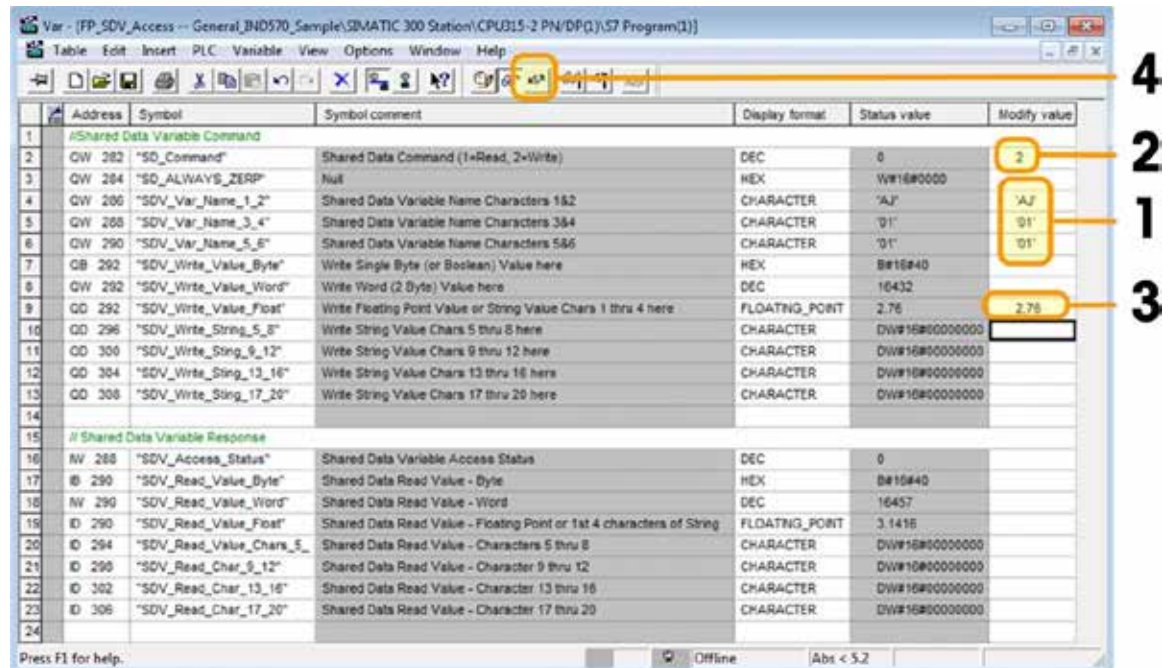 Var - [FP_SDV_Access -- General_IND570_Sample\SIMATIC 300 Station\CPU315-2 PN/DP(1)\S7 Program(1)]
Table Edit Insert PLC Variable View Options Window Help
4
Address Symbol Symbol comment Display format Status value Modify value
1 //Shared Data Variable Command
2 QW 282 "SD_Command" Shared Data Command (1=Read, 2=Write) DEC 0 2
2
3 QW 284 "SD_ALWAYS_ZERP" Null HEX W#16#0000
4 QW 286 "SDV_Var_Name_1_2" Shared Data Variable Name Characters 1&2 CHARACTER 'AJ' 'AJ'
5 QW 288 "SDV_Var_Name_3_4" Shared Data Variable Name Characters 3&4 CHARACTER '01' '01'
1
6 QW 290 "SDV_Var_Name_5_6" Shared Data Variable Name Characters 5&6 CHARACTER '01' '01'
7 QB 292 "SDV_Write_Value_Byte" Write Single Byte (or Boolean) Value here HEX B#16#40
8 QW 292 "SDV_Write_Value_Word" Write Word (2 Byte) Value here DEC 16432
9 QD 292 "SDV_Write_Value_Float" Write Floating Point Value or String Value Chars 1 thru 4 here FLOATING_POINT 2.76 2.76
3
10 QD 296 "SDV_Write_String_5_8" Write String Value Chars 5 thru 8 here CHARACTER DW#16#00000000
11 QD 300 "SDV_Write_Sting_9_12" Write String Value Chars 9 thru 12 here CHARACTER DW#16#00000000
12 QD 304 "SDV_Write_Sting_13_16" Write String Value Chars 13 thru 16 here CHARACTER DW#16#00000000
13 QD 308 "SDV_Write_Sting_17_20" Write String Value Chars 17 thru 20 here CHARACTER DW#16#00000000
14
15 // Shared Data Variable Response
16 IW 288 "SDV_Access_Status" Shared Data Variable Access Status DEC 0
17 IB 290 "SDV_Read_Value_Byte" Shared Data Read Value - Byte HEX B#16#40
18 IW 290 "SDV_Read_Value_Word" Shared Data Read Value - Word DEC 16457
19 ID 290 "SDV_Read_Value_Float" Shared Data Read Value - Floating Point or 1st 4 characters of String FLOATING_POINT 3.1416
20 ID 294 "SDV_Read_Value_Chars_5_ Shared Data Read Value - Characters 5 thru 8 CHARACTER DW#16#00000000
21 ID 298 "SDV_Read_Char_9_12" Shared Data Read Value - Character 9 thru 12 CHARACTER DW#16#00000000
22 ID 302 "SDV_Read_Char_13_16" Shared Data Read Value - Character 13 thru 16 CHARACTER DW#16#00000000
23 ID 306 "SDV_Read_Char_17_20" Shared Data Read Value - Character 17 thru 20 CHARACTER DW#16#00000000
24
Press F1 for help. Offline Abs < 5.2